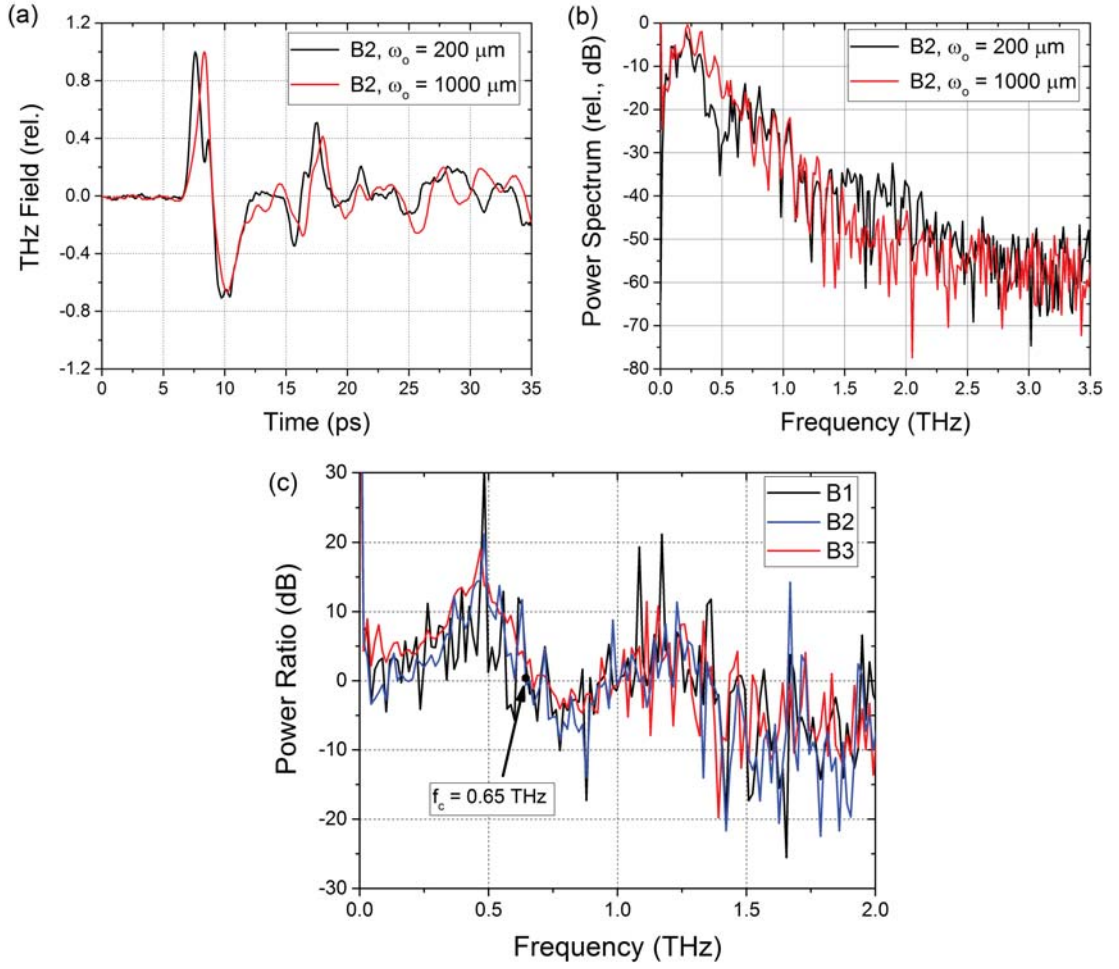 (a)
1.2
0.8
0.4
0.0
-0.4
-0.8
-1.2
THz Field (rel.)
B2, ω₀ = 200 μm
B2, ω₀ = 1000 μm
0 5 10 15 20 25 30 35
Time (ps)
(b)
0
-10
-20
-30
-40
-50
-60
-70
-80
Power Spectrum (rel., dB)
B2, ω₀ = 200 μm
B2, ω₀ = 1000 μm
0.0 0.5 1.0 1.5 2.0 2.5 3.0 3.5
Frequency (THz)
(c)
30
20
10
0
-10
-20
-30
Power Ratio (dB)
B1
B2
B3
f_c = 0.65 THz
0.0 0.5 1.0 1.5 2.0
Frequency (THz)